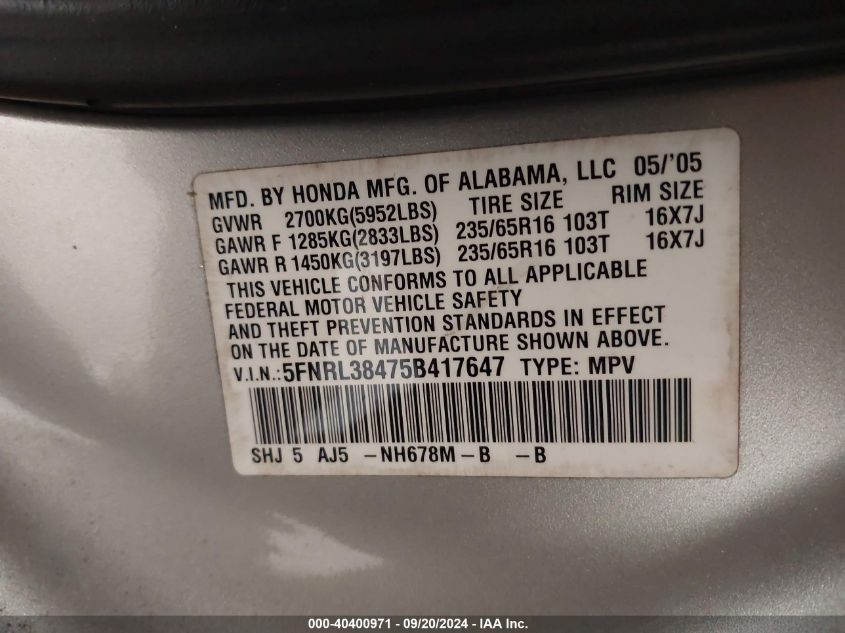 MFD. BY HONDA MFG. OF ALABAMA, LLC 05/'05
GVWR 2700KG(5952LBS) TIRE SIZE RIM SIZE
GAWR F 1285KG(2833LBS) 235/65R16 103T 16X7J
GAWR R 1450KG(3197LBS) 235/65R16 103T 16X7J
THIS VEHICLE CONFORMS TO ALL APPLICABLE
FEDERAL MOTOR VEHICLE SAFETY
AND THEFT PREVENTION STANDARDS IN EFFECT
ON THE DATE OF MANUFACTURE SHOWN ABOVE.
V.I.N.: 5FNRL38475B417647 TYPE: MPV
SHJ 5 AJ5 -NH678M -B -B
000-40400971 - 09/20/2024 - IAA Inc.